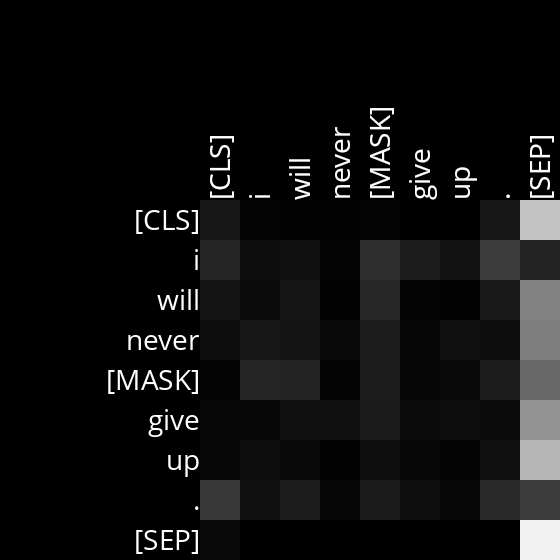 [CLS] i will never [MASK] give up . [SEP]
[CLS]
i
will
never
[MASK]
give
up
.
[SEP]